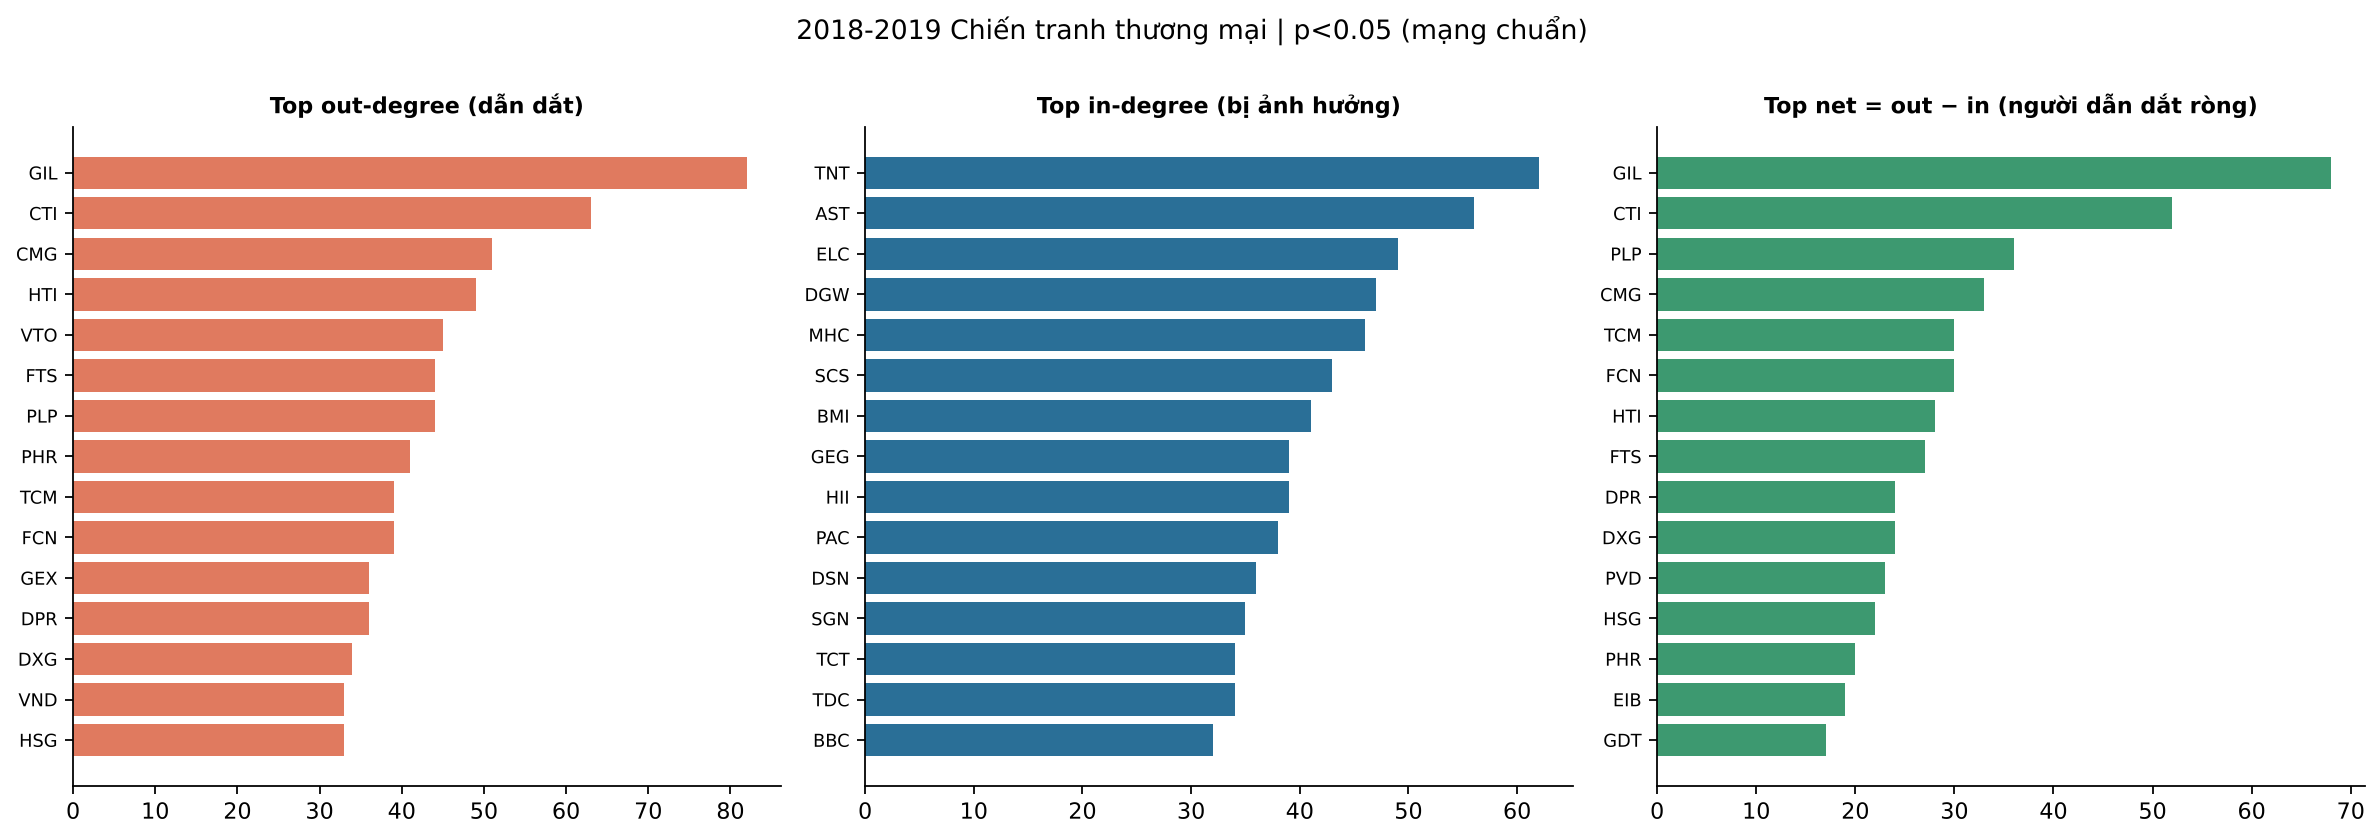 2018-2019 Chiến tranh thương mại | p<0.05 (mạng chuẩn)
Top out-degree (dẫn dắt)
GIL
CTI
CMG
HTI
VTO
FTS
PLP
PHR
TCM
FCN
GEX
DPR
DXG
VND
HSG
0 10 20 30 40 50 60 70 80
Top in-degree (bị ảnh hưởng)
TNT
AST
ELC
DGW
MHC
SCS
BMI
GEG
HII
PAC
DSN
SGN
TCT
TDC
BBC
0 10 20 30 40 50 60
Top net = out − in (người dẫn dắt ròng)
GIL
CTI
PLP
CMG
TCM
FCN
HTI
FTS
DPR
DXG
PVD
HSG
PHR
EIB
GDT
0 10 20 30 40 50 60 70